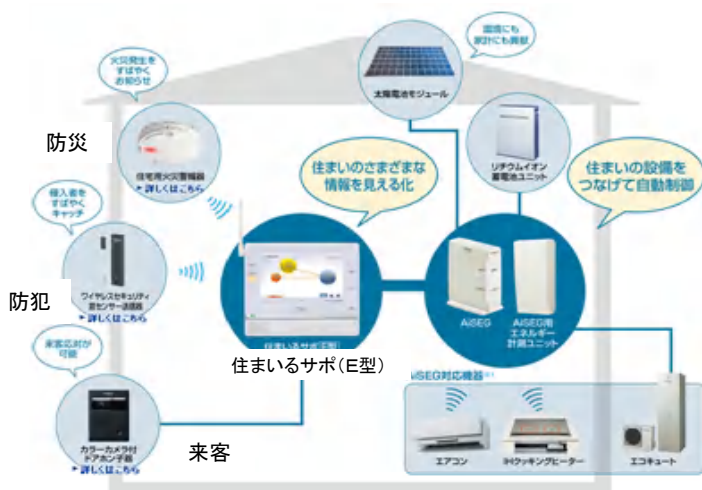 環境にも
家計にも貢献
太陽電池モジュール
火災発生を
すばやく
お知らせ
防災
住宅用火災警報器
▶詳しくはこちら
住まいのさまざまな
情報を見える化
リチウムイオン
蓄電池ユニット
住まいの設備を
つなげて自動制御
侵入者を
すばやく
キャッチ
防犯
ワイヤレスセキュリティ
窓センサー送信器
▶詳しくはこちら
住まいるサポ(E型)
住まいるサポ(E型)
AiSEG
AiSEG用
エネルギー
計測ユニット
来客応対が
可能
カラーカメラ付
ドアホン子器
▶詳しくはこちら
来客
AiSEG対応機器
エアコン
IHクッキングヒーター
エコキュート